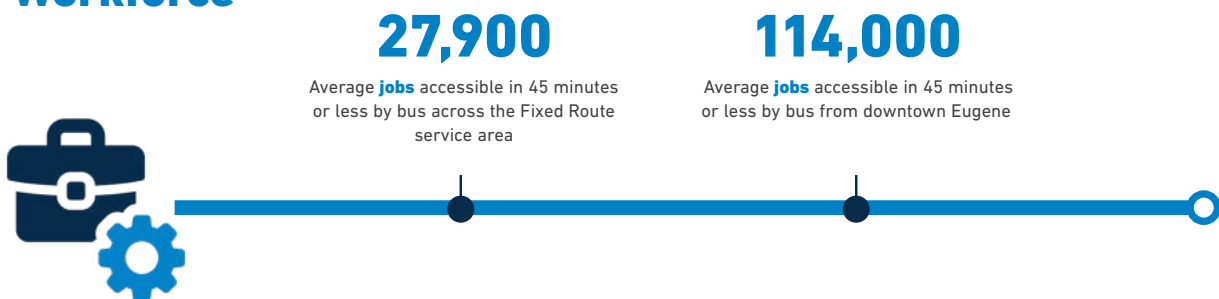 Workforce
27,900
Average jobs accessible in 45 minutes
or less by bus across the Fixed Route
service area
114,000
Average jobs accessible in 45 minutes
or less by bus from downtown Eugene